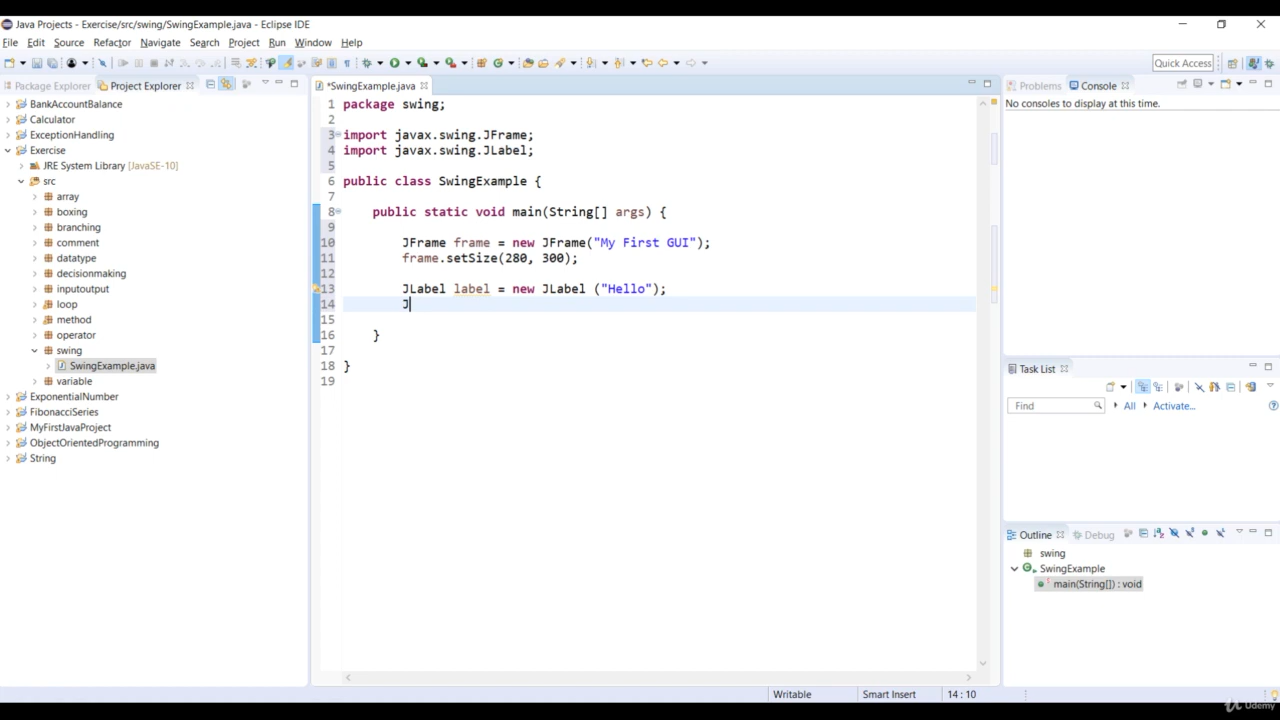 Java Projects - Exercise/src/swing/SwingExample.java - Eclipse IDE
File Edit Source Refactor Navigate Search Project Run Window Help
Quick Access
Package Explorer
Project Explorer
BankAccountBalance
Calculator
ExceptionHandling
Exercise
JRE System Library [JavaSE-10]
src
array
boxing
branching
comment
datatype
decisionmaking
inputoutput
loop
method
operator
swing
SwingExample.java
variable
ExponentialNumber
FibonacciSeries
MyFirstJavaProject
ObjectOrientedProgramming
String
*SwingExample.java
1 package swing;
2
3 import javax.swing.JFrame;
4 import javax.swing.JLabel;
5
6 public class SwingExample {
7
8 public static void main(String[] args) {
9
10 JFrame frame = new JFrame("My First GUI");
11 frame.setSize(280, 300);
12
13 JLabel label = new JLabel ("Hello");
14 J
15
16 }
17
18 }
19
Problems
Console
No consoles to display at this time.
Task List
Find
All
Activate...
Outline
Debug
swing
SwingExample
main(String[]) : void
Writable
Smart Insert
14 : 10
Udemy